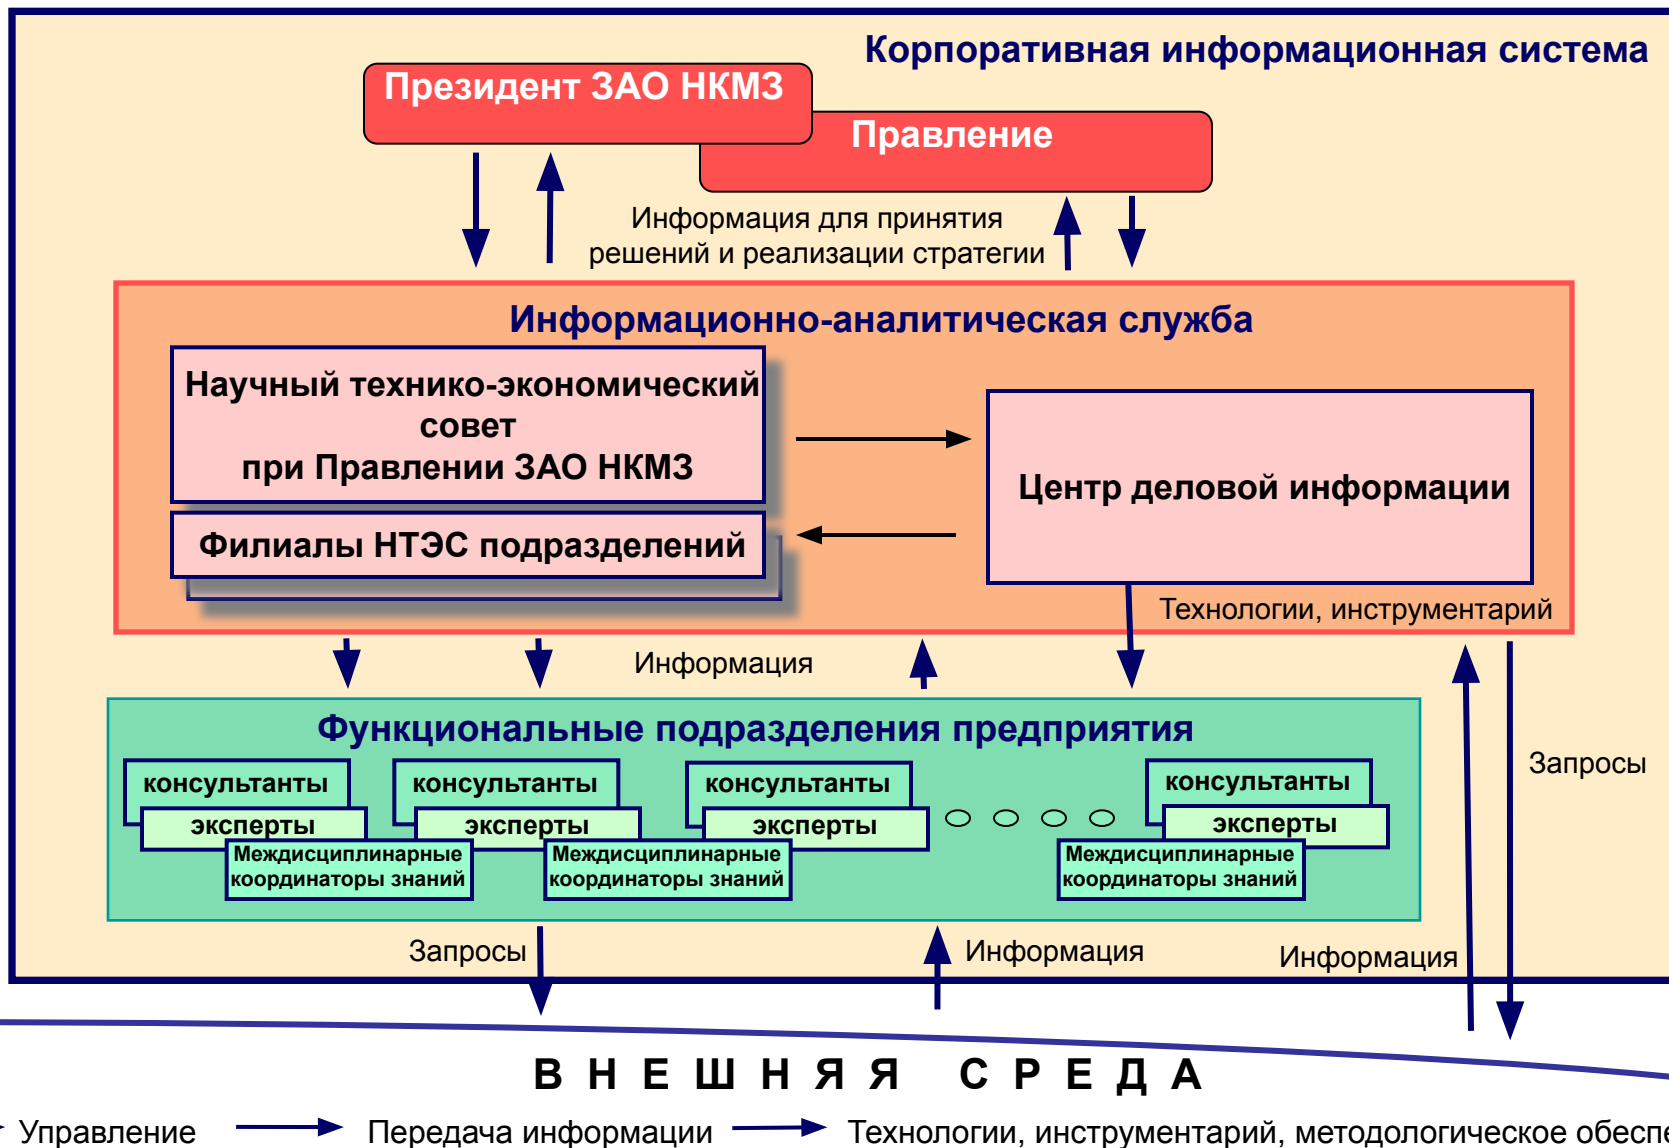 Корпоративная информационная система
Президент ЗАО НКМЗ
Правление
Информация для принятия
решений и реализации стратегии
Информационно-аналитическая служба
Научный технико-экономический
совет
при Правлении ЗАО НКМЗ
Филиалы НТЭС подразделений
Центр деловой информации
Технологии, инструментарий
Информация
Функциональные подразделения предприятия
консультанты
эксперты
Междисциплинарные
координаторы знаний
консультанты
эксперты
Междисциплинарные
координаторы знаний
консультанты
эксперты
консультанты
эксперты
Междисциплинарные
координаторы знаний
Запросы
Запросы
Информация
Информация
ВНЕШНЯЯ СРЕДА
Управление
Передача информации
Технологии, инструментарий, методологическое